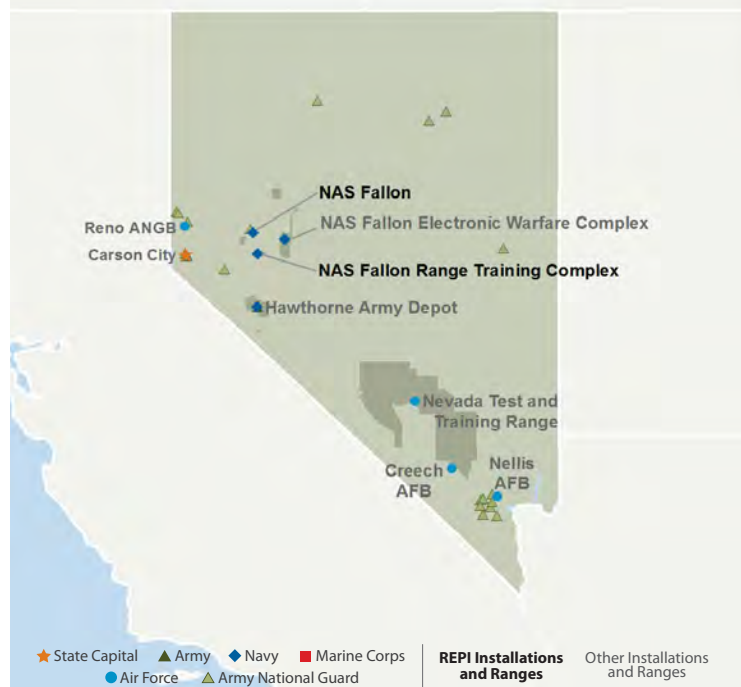 NAS Fallon
NAS Fallon Electronic Warfare Complex
Reno ANGB
Carson City
NAS Fallon Range Training Complex
Hawthorne Army Depot
Nevada Test and
Training Range
Creech
AFB
Nellis
AFB
State Capital
Army
Navy
Marine Corps
Air Force
Army National Guard
REPI Installations
and Ranges
Other Installations
and Ranges